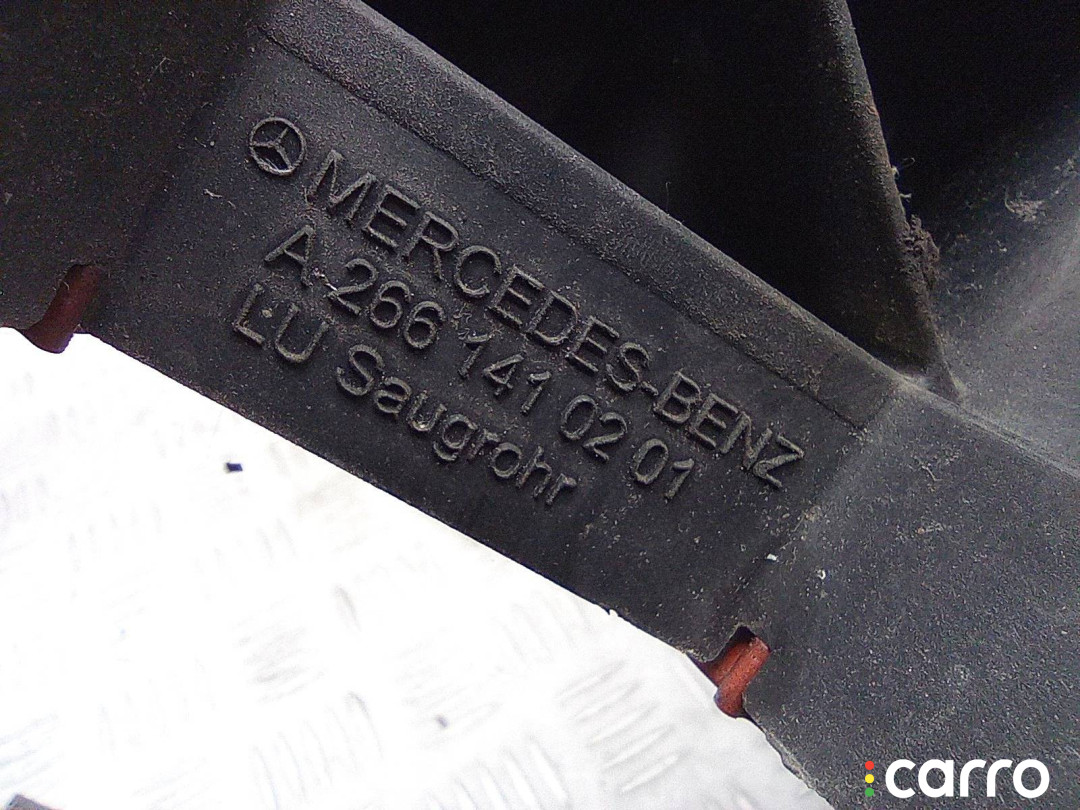 MERCEDES-BENZ
A 266 141 02 01
LU Saugrohr
carro